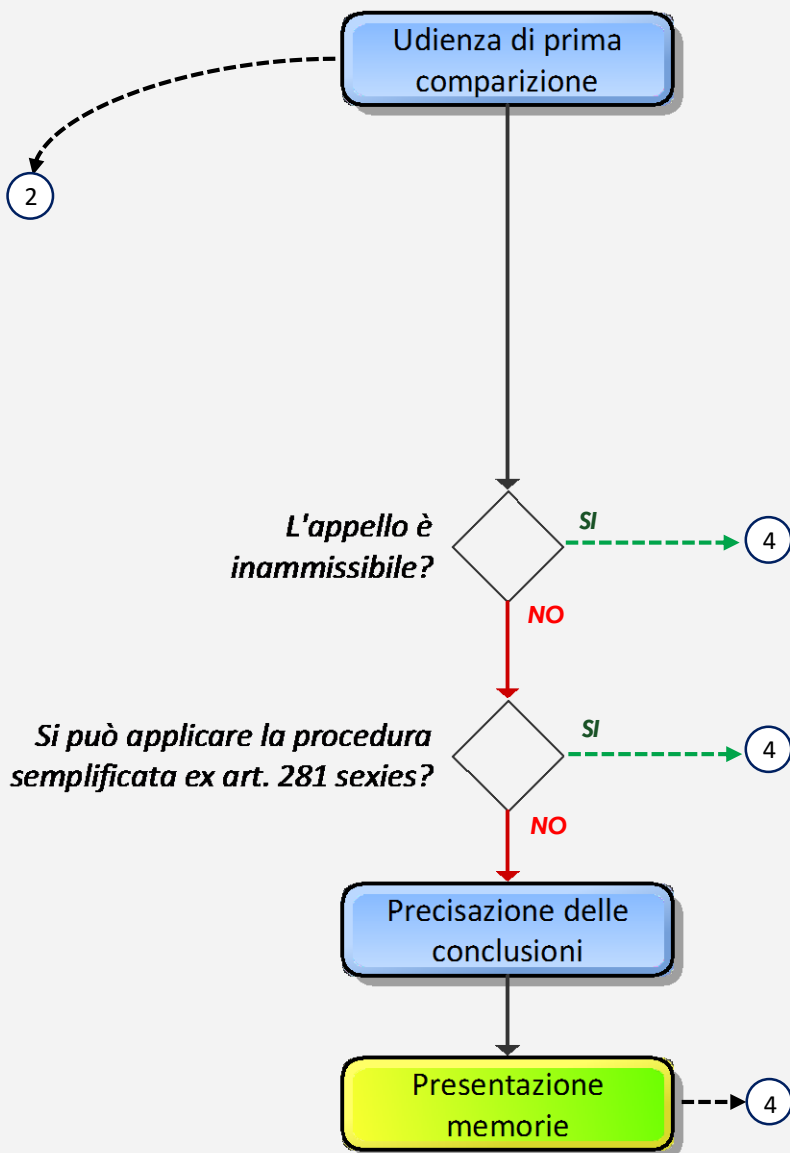 Udienza di prima
comparizione
2
L'appello è
inammissibile?
SI
4
NO
Si può applicare la procedura
semplificata ex art. 281 sexies?
SI
4
NO
Precisazione delle
conclusioni
Presentazione
memorie
4